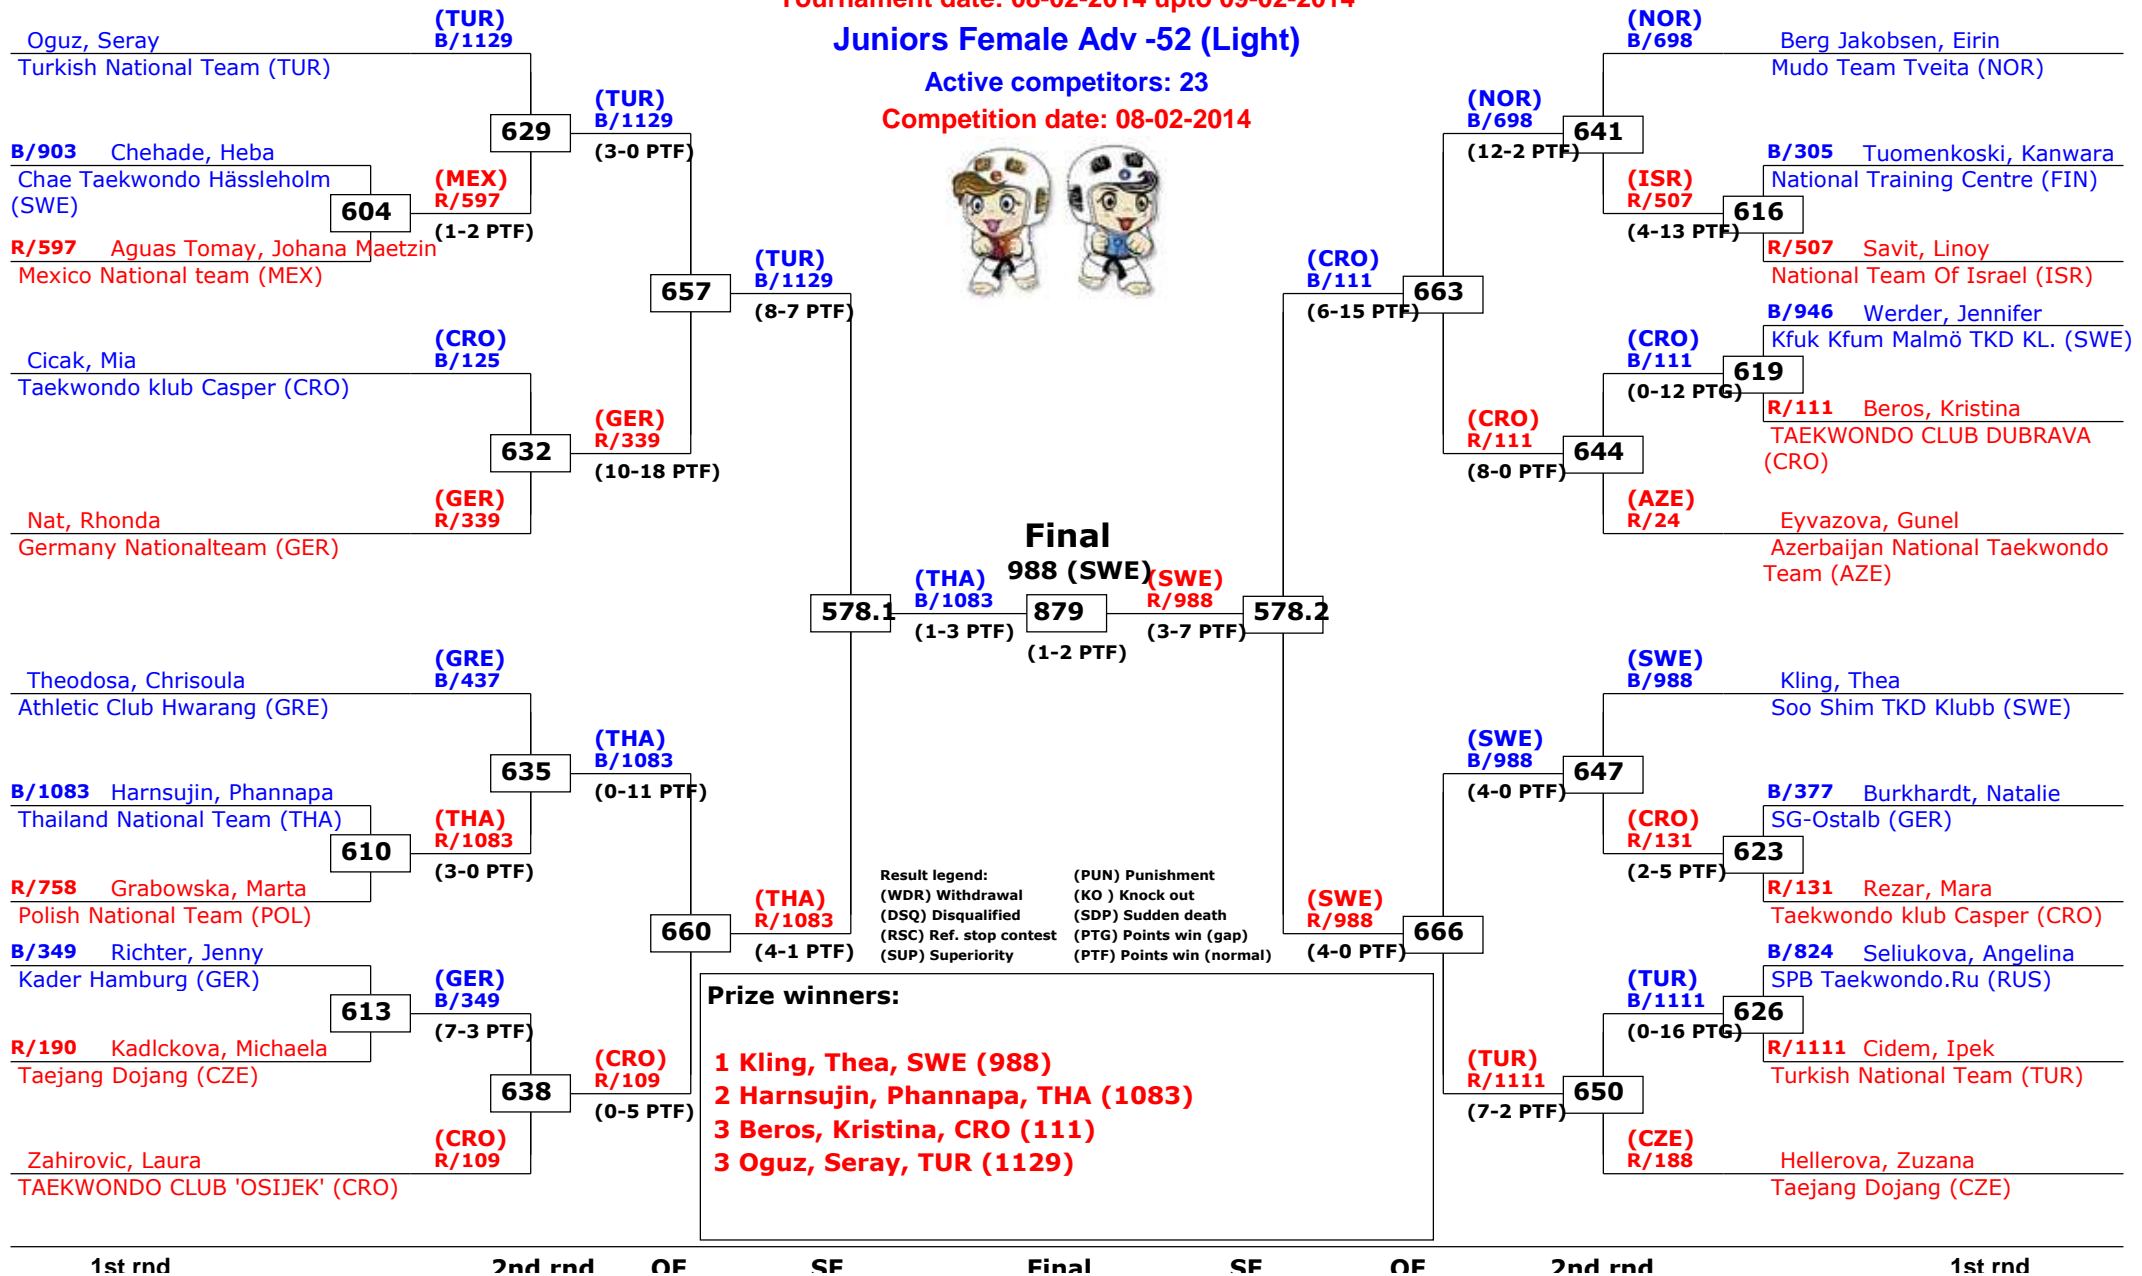 Tournament date: 08-02-2014 upto 09-02-2014
Juniors Female Adv -52 (Light)
Active competitors: 23
Competition date: 08-02-2014
(TUR)
Oguz, Seray B/1129
Turkish National Team (TUR)
B/903 Chehade, Heba
Chae Taekwondo Hässleholm
(SWE)
604
R/597 Aguas Tomay, Johana Maetzin
Mexico National team (MEX)
(MEX)
R/597
(1-2 PTF)
629
(TUR)
B/1129
(3-0 PTF)
(CRO)
Cicak, Mia B/125
Taekwondo klub Casper (CRO)
632
(GER)
R/339
(10-18 PTF)
(GER)
Nat, Rhonda R/339
Germany Nationalteam (GER)
657
(TUR)
B/1129
(8-7 PTF)
(GRE)
Theodosa, Chrisoula B/437
Athletic Club Hwarang (GRE)
B/1083 Harnsujin, Phannapa
Thailand National Team (THA)
610
R/758 Grabowska, Marta
Polish National Team (POL)
(THA)
R/1083
(3-0 PTF)
635
(THA)
B/1083
(0-11 PTF)
B/349 Richter, Jenny
Kader Hamburg (GER)
613
R/190 Kadlckova, Michaela
Taejang Dojang (CZE)
(GER)
B/349
(7-3 PTF)
638
(CRO)
R/109
(0-5 PTF)
(CRO)
Zahirovic, Laura R/109
TAEKWONDO CLUB 'OSIJEK' (CRO)
660
(THA)
R/1083
(4-1 PTF)
578.1
(THA)
B/1083
(1-3 PTF)
Final
988 (SWE)
879
(1-2 PTF)
(SWE)
R/988
(3-7 PTF)
578.2
(NOR)
B/698 Berg Jakobsen, Eirin
Mudo Team Tveita (NOR)
(NOR)
B/698
(12-2 PTF)
641
B/305 Tuomenkoski, Kanwara
National Training Centre (FIN)
(ISR)
R/507
(4-13 PTF)
616
R/507 Savit, Linoy
National Team Of Israel (ISR)
(CRO)
B/111
(6-15 PTF)
663
B/946 Werder, Jennifer
Kfuk Kfum Malmö TKD KL. (SWE)
(CRO)
B/111
(0-12 PTG)
619
R/111 Beros, Kristina
TAEKWONDO CLUB DUBRAVA
(CRO)
(CRO)
R/111
(8-0 PTF)
644
(AZE)
R/24 Eyvazova, Gunel
Azerbaijan National Taekwondo
Team (AZE)
(SWE)
B/988 Kling, Thea
Soo Shim TKD Klubb (SWE)
(SWE)
B/988
(4-0 PTF)
647
B/377 Burkhardt, Natalie
SG-Ostalb (GER)
(CRO)
R/131
(2-5 PTF)
623
R/131 Rezar, Mara
Taekwondo klub Casper (CRO)
(SWE)
R/988
(4-0 PTF)
666
B/824 Seliukova, Angelina
SPB Taekwondo.Ru (RUS)
(TUR)
B/1111
(0-16 PTG)
626
R/1111 Cidem, Ipek
Turkish National Team (TUR)
(TUR)
R/1111
(7-2 PTF)
650
(CZE)
R/188 Hellerova, Zuzana
Taejang Dojang (CZE)
Result legend: (PUN) Punishment
(WDR) Withdrawal (KO ) Knock out
(DSQ) Disqualified (SDP) Sudden death
(RSC) Ref. stop contest (PTG) Points win (gap)
(SUP) Superiority (PTF) Points win (normal)
Prize winners:
1 Kling, Thea, SWE (988)
2 Harnsujin, Phannapa, THA (1083)
3 Beros, Kristina, CRO (111)
3 Oguz, Seray, TUR (1129)
1st rnd 2nd rnd QF SF Final SF QF 2nd rnd 1st rnd